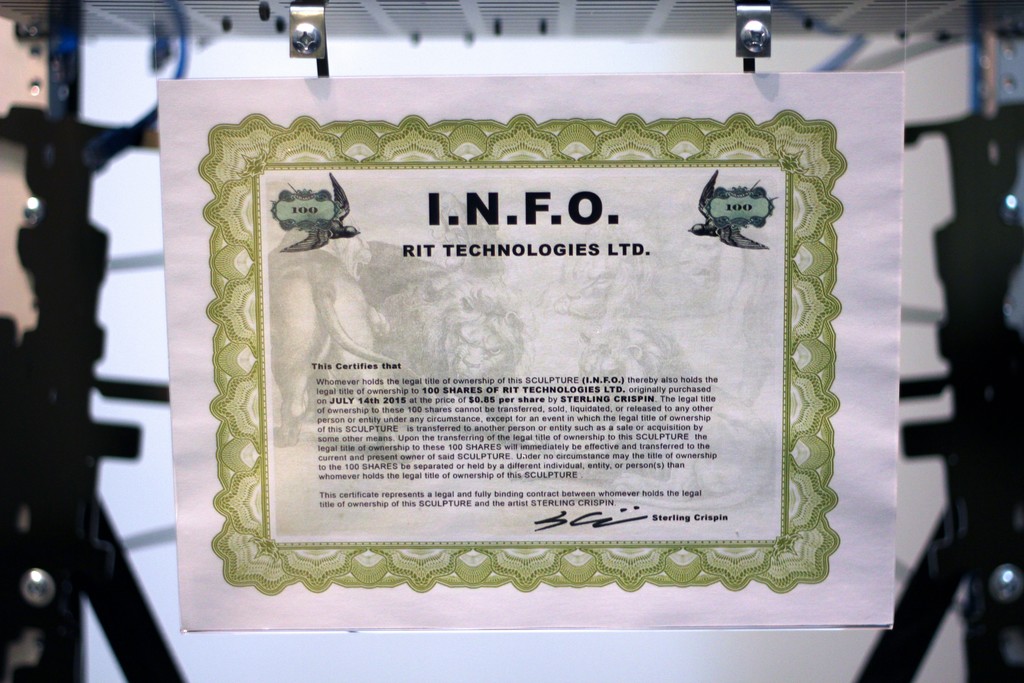 100
I.N.F.O.
100
RIT TECHNOLOGIES LTD.
This Certifies that
Whomever holds the legal title of ownership of this SCULPTURE (I.N.F.O.) thereby also holds the
legal title of ownership to 100 SHARES OF RIT TECHNOLOGIES LTD. originally purchased
on JULY 14th 2015 at the price of $0.85 per share by STERLING CRISPIN. The legal title
of ownership to these 100 shares cannot be transferred, sold, liquidated, or released to any other
person or entity under any circumstance, except for an event in which the legal title of ownership
of this SCULPTURE is transferred to another person or entity such as a sale or acquisition by
some other means. Upon the transferring of the legal title of ownership to this SCULPTURE the
legal title of ownership to these 100 SHARES will immediately be effective and transferred to the
current and present owner of said SCULPTURE. Under no circumstance may the title of ownership
to the 100 SHARES be separated or held by a different individual, entity, or person(s) than
whomever holds the legal title of ownership of this SCULPTURE .
This certificate represents a legal and fully binding contract between whomever holds the legal
title of ownership of this SCULPTURE and the artist STERLING CRISPIN.
Sterling Crispin